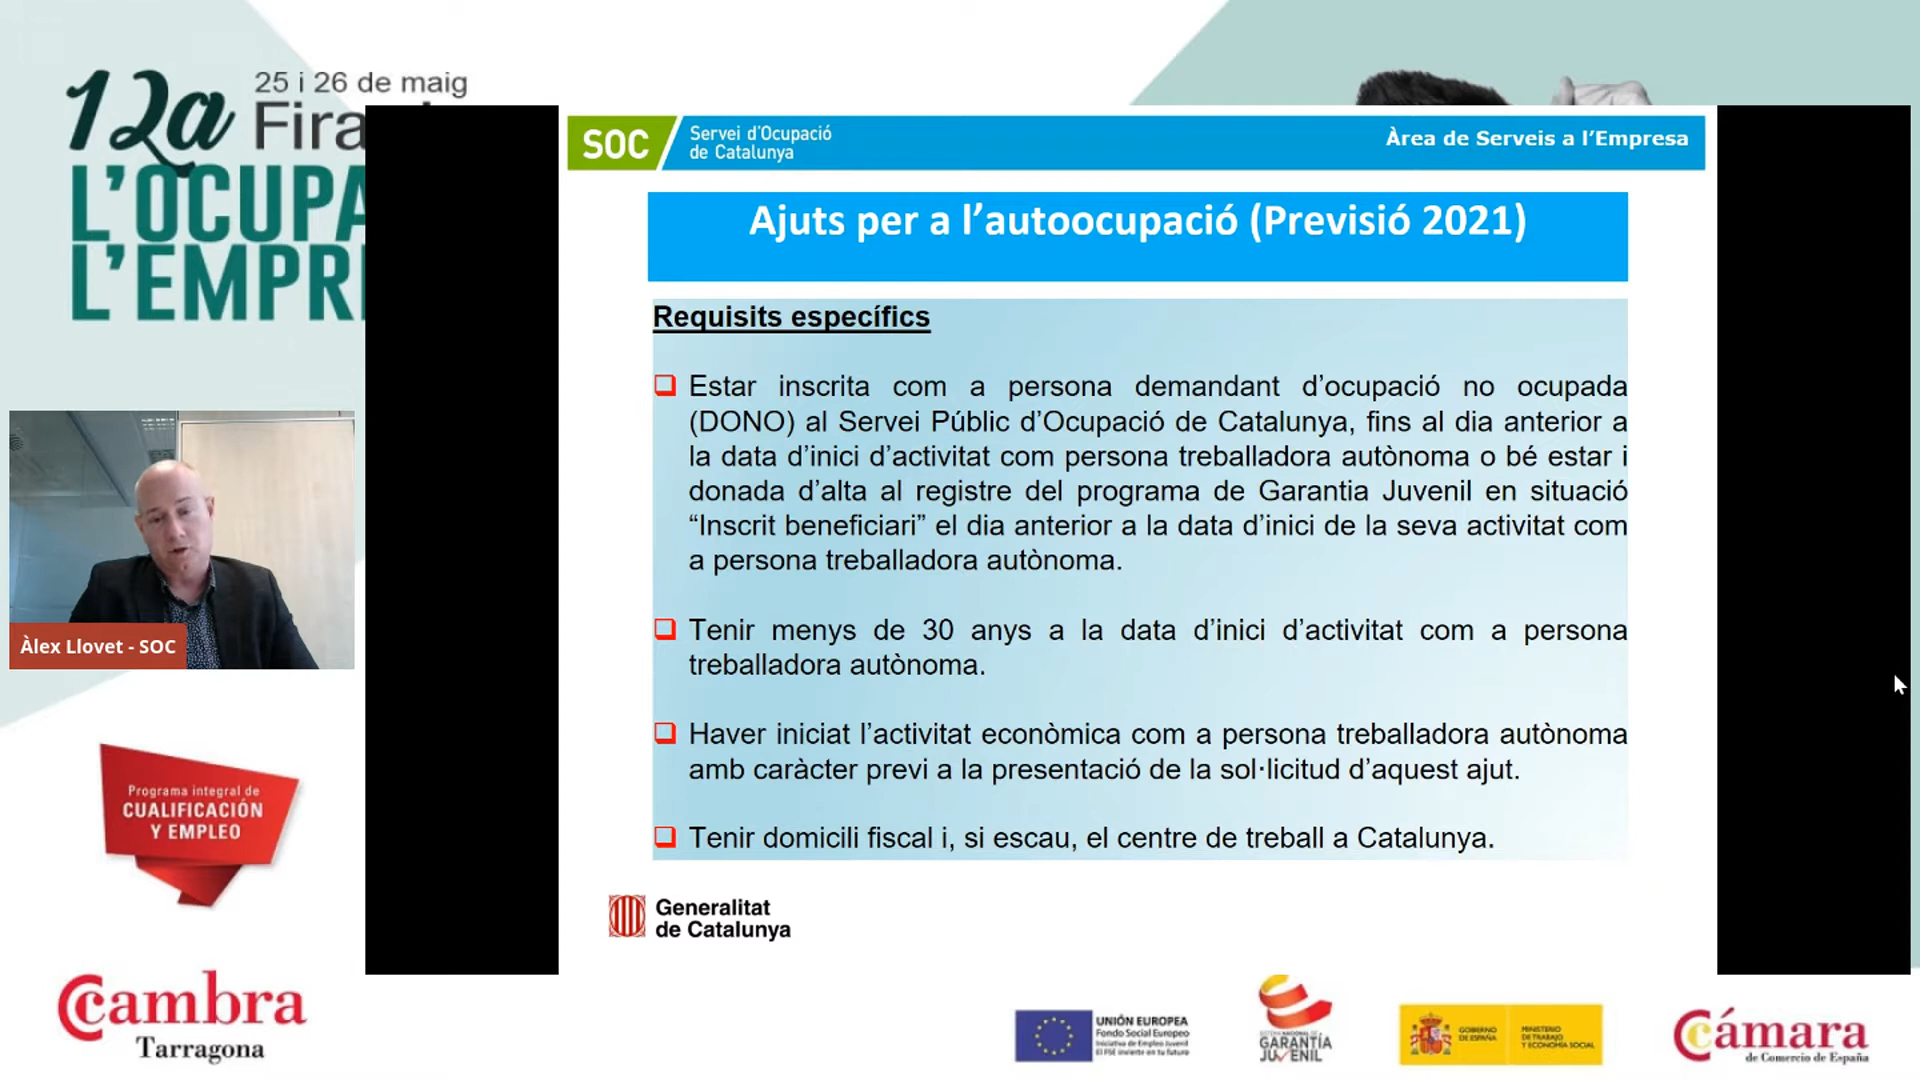 12a
25 i 26 de maig
Fira
L’OCUPA
L’EMPR
SOC
Servei d’Ocupació
de Catalunya
Àrea de Serveis a l’Empresa
Ajuts per a l’autoocupació (Previsió 2021)
Requisits específics
❑ Estar inscrita com a persona demandant d’ocupació no ocupada
(DONO) al Servei Públic d’Ocupació de Catalunya, fins al dia anterior a
la data d’inici d’activitat com persona treballadora autònoma o bé estar i
donada d’alta al registre del programa de Garantia Juvenil en situació
“Inscrit beneficiari” el dia anterior a la data d’inici de la seva activitat com
a persona treballadora autònoma.
❑ Tenir menys de 30 anys a la data d’inici d’activitat com a persona
treballadora autònoma.
❑ Haver iniciat l’activitat econòmica com a persona treballadora autònoma
amb caràcter previ a la presentació de la sol·licitud d’aquest ajut.
❑ Tenir domicili fiscal i, si escau, el centre de treball a Catalunya.
Generalitat
de Catalunya
Àlex Llovet - SOC
Programa integral de
CUALIFICACIÓN
Y EMPLEO
Cambra
Tarragona
UNIÓN EUROPEA
Fondo Social Europeo
Iniciativa de Empleo Juvenil
El FSE invierte en tu futuro
SISTEMA NACIONAL DE
GARANTÍA
JUVENIL
GOBIERNO
DE ESPAÑA
MINISTERIO
DE TRABAJO
Y ECONOMÍA SOCIAL
Cámara
de Comercio de España